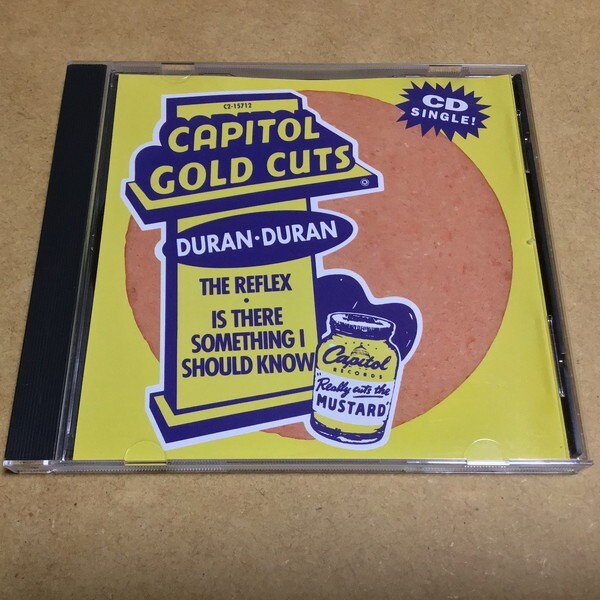 C2-15712
CAPITOL
GOLD CUTS
®
CD
SINGLE!
DURAN·DURAN
THE REFLEX
•
IS THERE
SOMETHING I
SHOULD KNOW
Capitol
RECORDS
"Really cuts the
MUSTARD"